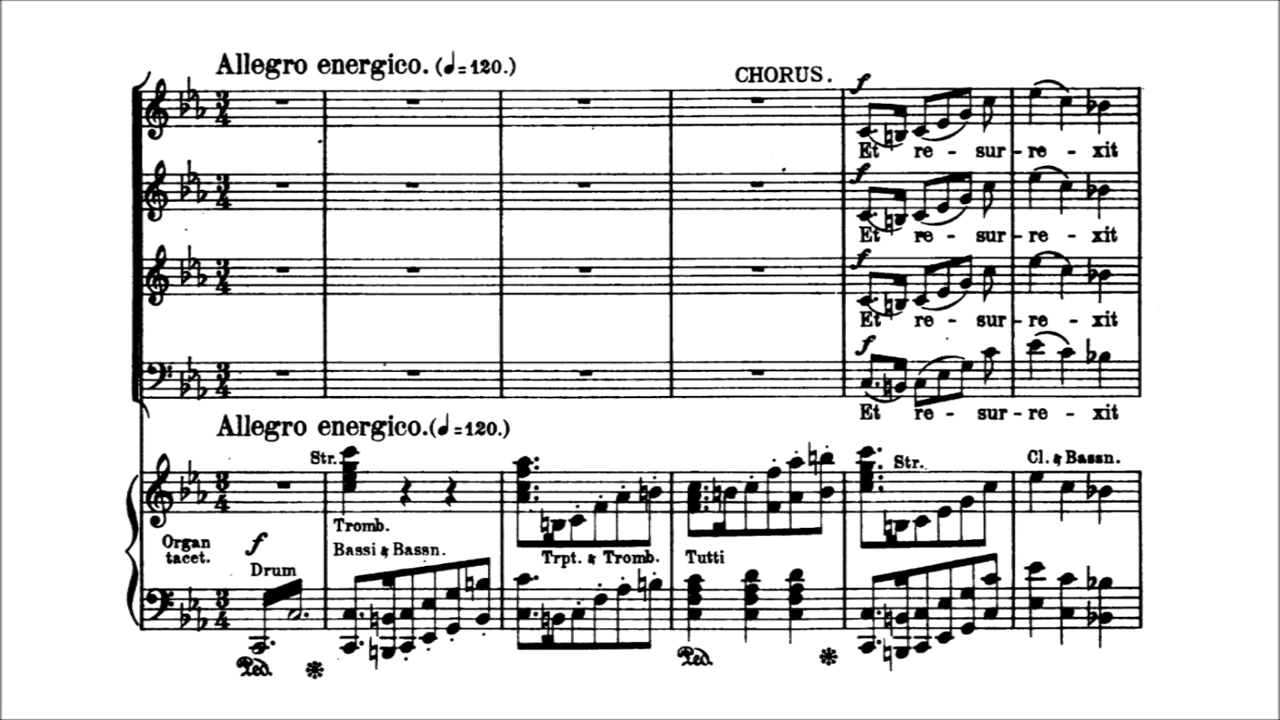 Allegro energico. (♩=120.)
CHORUS.
f
Et re - sur - re - xit
f
Et re - sur - re - xit
f
Et re - sur - re - xit
f
Et re - sur - re - xit
Allegro energico. (♩=120.)
Str. Str. Cl. & Bassn.
Tromb.
Organ tacet. f Bassi & Bassn. Trpt. & Tromb. Tutti
Drum
Ped. * Ped. *